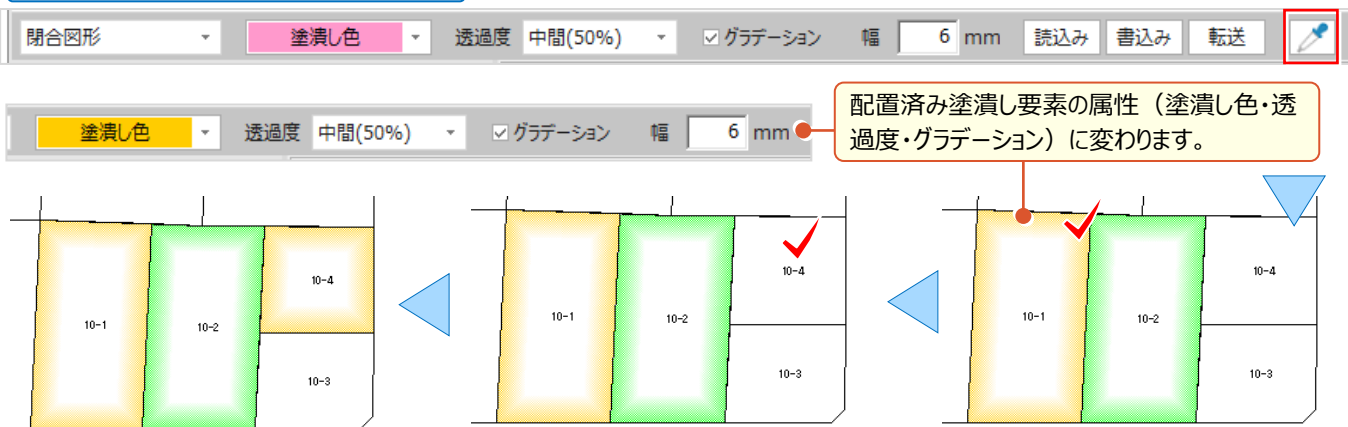 閉合図形 塗潰し色 透過度 中間(50%) グラデーション 幅 6 mm 読込み 書込み 転送
塗潰し色 透過度 中間(50%) グラデーション 幅 6 mm
配置済み塗潰し要素の属性（塗潰し色・透
過度・グラデーション）に変わります。
10-1 10-2 10-4
10-3
10-1 10-2 10-4
10-3
10-1 10-2 10-4
10-3